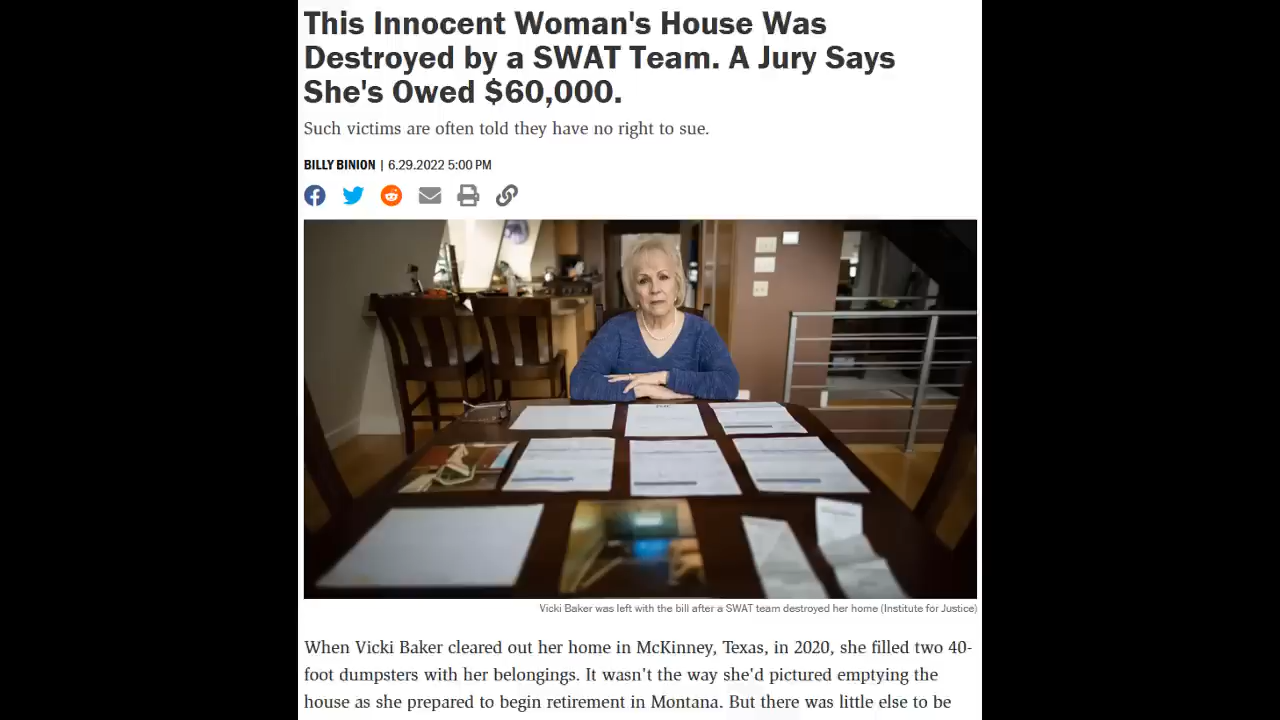 This Innocent Woman's House Was
Destroyed by a SWAT Team. A Jury Says
She's Owed $60,000.
Such victims are often told they have no right to sue.
BILLY BINION | 6.29.2022 5:00 PM
Vicki Baker was left with the bill after a SWAT team destroyed her home (Institute for Justice)
When Vicki Baker cleared out her home in McKinney, Texas, in 2020, she filled two 40-
foot dumpsters with her belongings. It wasn't the way she'd pictured emptying the
house as she prepared to begin retirement in Montana. But there was little else to be